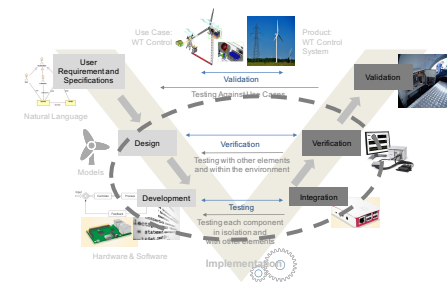 Use Case:
WT Control
Product:
WT Control
System
User
Requirement and
Specifications
Validation
Validation
Testing Against Use Cases
Natural Language
Design
Verification
Verification
Testing with other elements
and within the environment
Models
Development
Testing
Integration
Testing each component
in isolation and
with other elements
Hardware & Software
Implementation